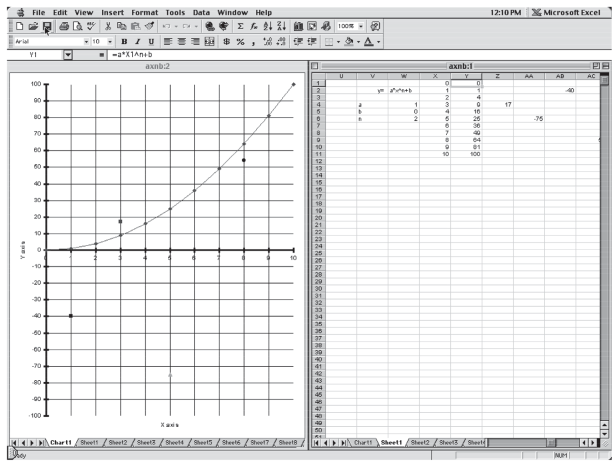 File Edit View Insert Format Tools Data Window Help 12:10 PM Microsoft Excel
100%
Arial 10 B I U $ % ,
Y1 = =a*X1^n+b
axnb:2
100
90
80
70
60
50
40
30
20
10
0
-10
-20
-30
-40
-50
-60
-70
-80
-90
-100
0 1 2 3 4 5 6 7 8 9 10
Y axis
X axis
Chart1 Sheet1 Sheet2 Sheet3 Sheet4 Sheet5 Sheet6 Sheet7 Sheet8
axnb:1
U V W X Y Z AA AB AC
1 0 0
2 y= a*x^n+b 1 1 -40
3 2 4
4 a 1 3 9 17
5 b 0 4 16
6 n 2 5 25 -75
7 6 36
8 7 49
9 8 64
10 9 81
11 10 100
12
13
14
15
16
17
18
19
20
21
22
23
24
25
26
27
28
29
30
31
32
33
34
35
36
37
38
39
40
41
42
43
44
45
46
47
48
49
50
Chart1 Sheet1 Sheet2 Sheet3 Sheet4
NUM